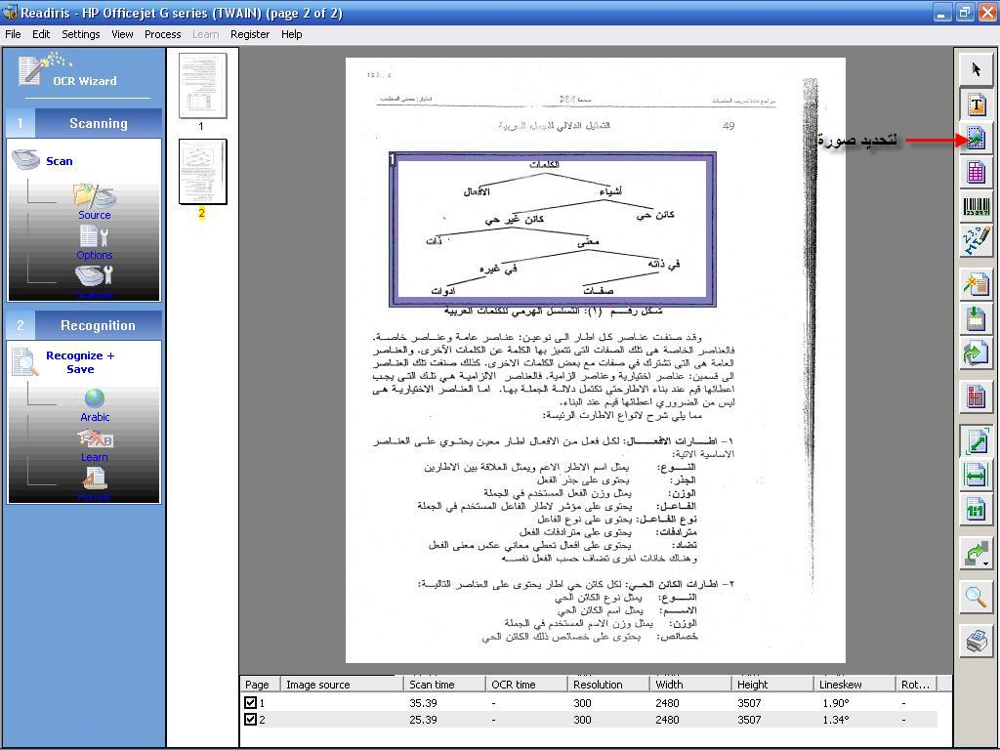 Readiris - HP Officejet G series (TWAIN) (page 2 of 2)
File Edit Settings View Process Learn Register Help
OCR Wizard
1 Scanning
Scan
Source
Options
Scanner
2 Recognition
Recognize +
Save
Arabic
Learn
Format
1
2
صفحة
49
التمثيل الدلالي للجمل العربية
لتحديد صورة
1
الكلمات
الافعال
أشياء
كائن غير حي
كائن حي
ذات
معنى
في غيره
في ذاته
ادوات
صفات
شكل رقم (١): التسلسل الهرمي للكلمات العربية
وقد صنفت عناصر كل اطار الى نوعين: عناصر عامة وعناصر خاصة.
فالعناصر الخاصة هى تلك الصفات التى تتميز بها الكلمة عن الكلمات الأخرى. والعناصر
العامة هى التى تشترك في صفات مع بعض الكلمات الاخرى. كذلك صنفت تلك العناصر
الى قسمين: عناصر اختيارية وعناصر الزامية. فالعناصر الالزامية هي تلك التى يجب
اعطائها قيم عند بناء الاطارحتي تكتمل دلالة الجملة بها. اما العناصر الاختيارية هى
ليس من الضروري اعطائها قيم عند البناء.
مما يلي شرح لانواع الاطارت الرئيسة:
١- اطارات الافعال: لكل فعل من الافعال اطار معين يحتوي على العناصر
الاساسية الاتية:
النوع: يمثل اسم الاطار الاعم ويمثل العلاقة بين الاطارين
الجذر: يحتوى على جذر الفعل
الوزن: يمثل وزن الفعل المستخدم في الجملة
الفاعل: يحتوى على مؤشر لاطار الفاعل المستخدم في الجملة
نوع الفاعل: يحتوى على نوع الفاعل
مترادفات: يحتوى على مترادفات الفعل
تضاد: يحتوى على افعال تعطي معاني عكس معنى الفعل
وهناك خانات اخرى تضاف حسب الفعل نفسه
٢- اطارات الكائن الحي: لكل كائن حي اطار يحتوى على العناصر التالية:
النوع: يمثل نوع الكائن الحي
الاسم: يمثل اسم الكائن الحي
الوزن: يمثل وزن الاسم المستخدم في الجملة
خصائص: يحتوى على خصائص ذلك الكائن الحي
1:1
Page Image source Scan time OCR time Resolution Width Height Lineskew Rot...
1 35.39 - 300 2480 3507 1.90° -
2 25.39 - 300 2480 3507 1.34° -